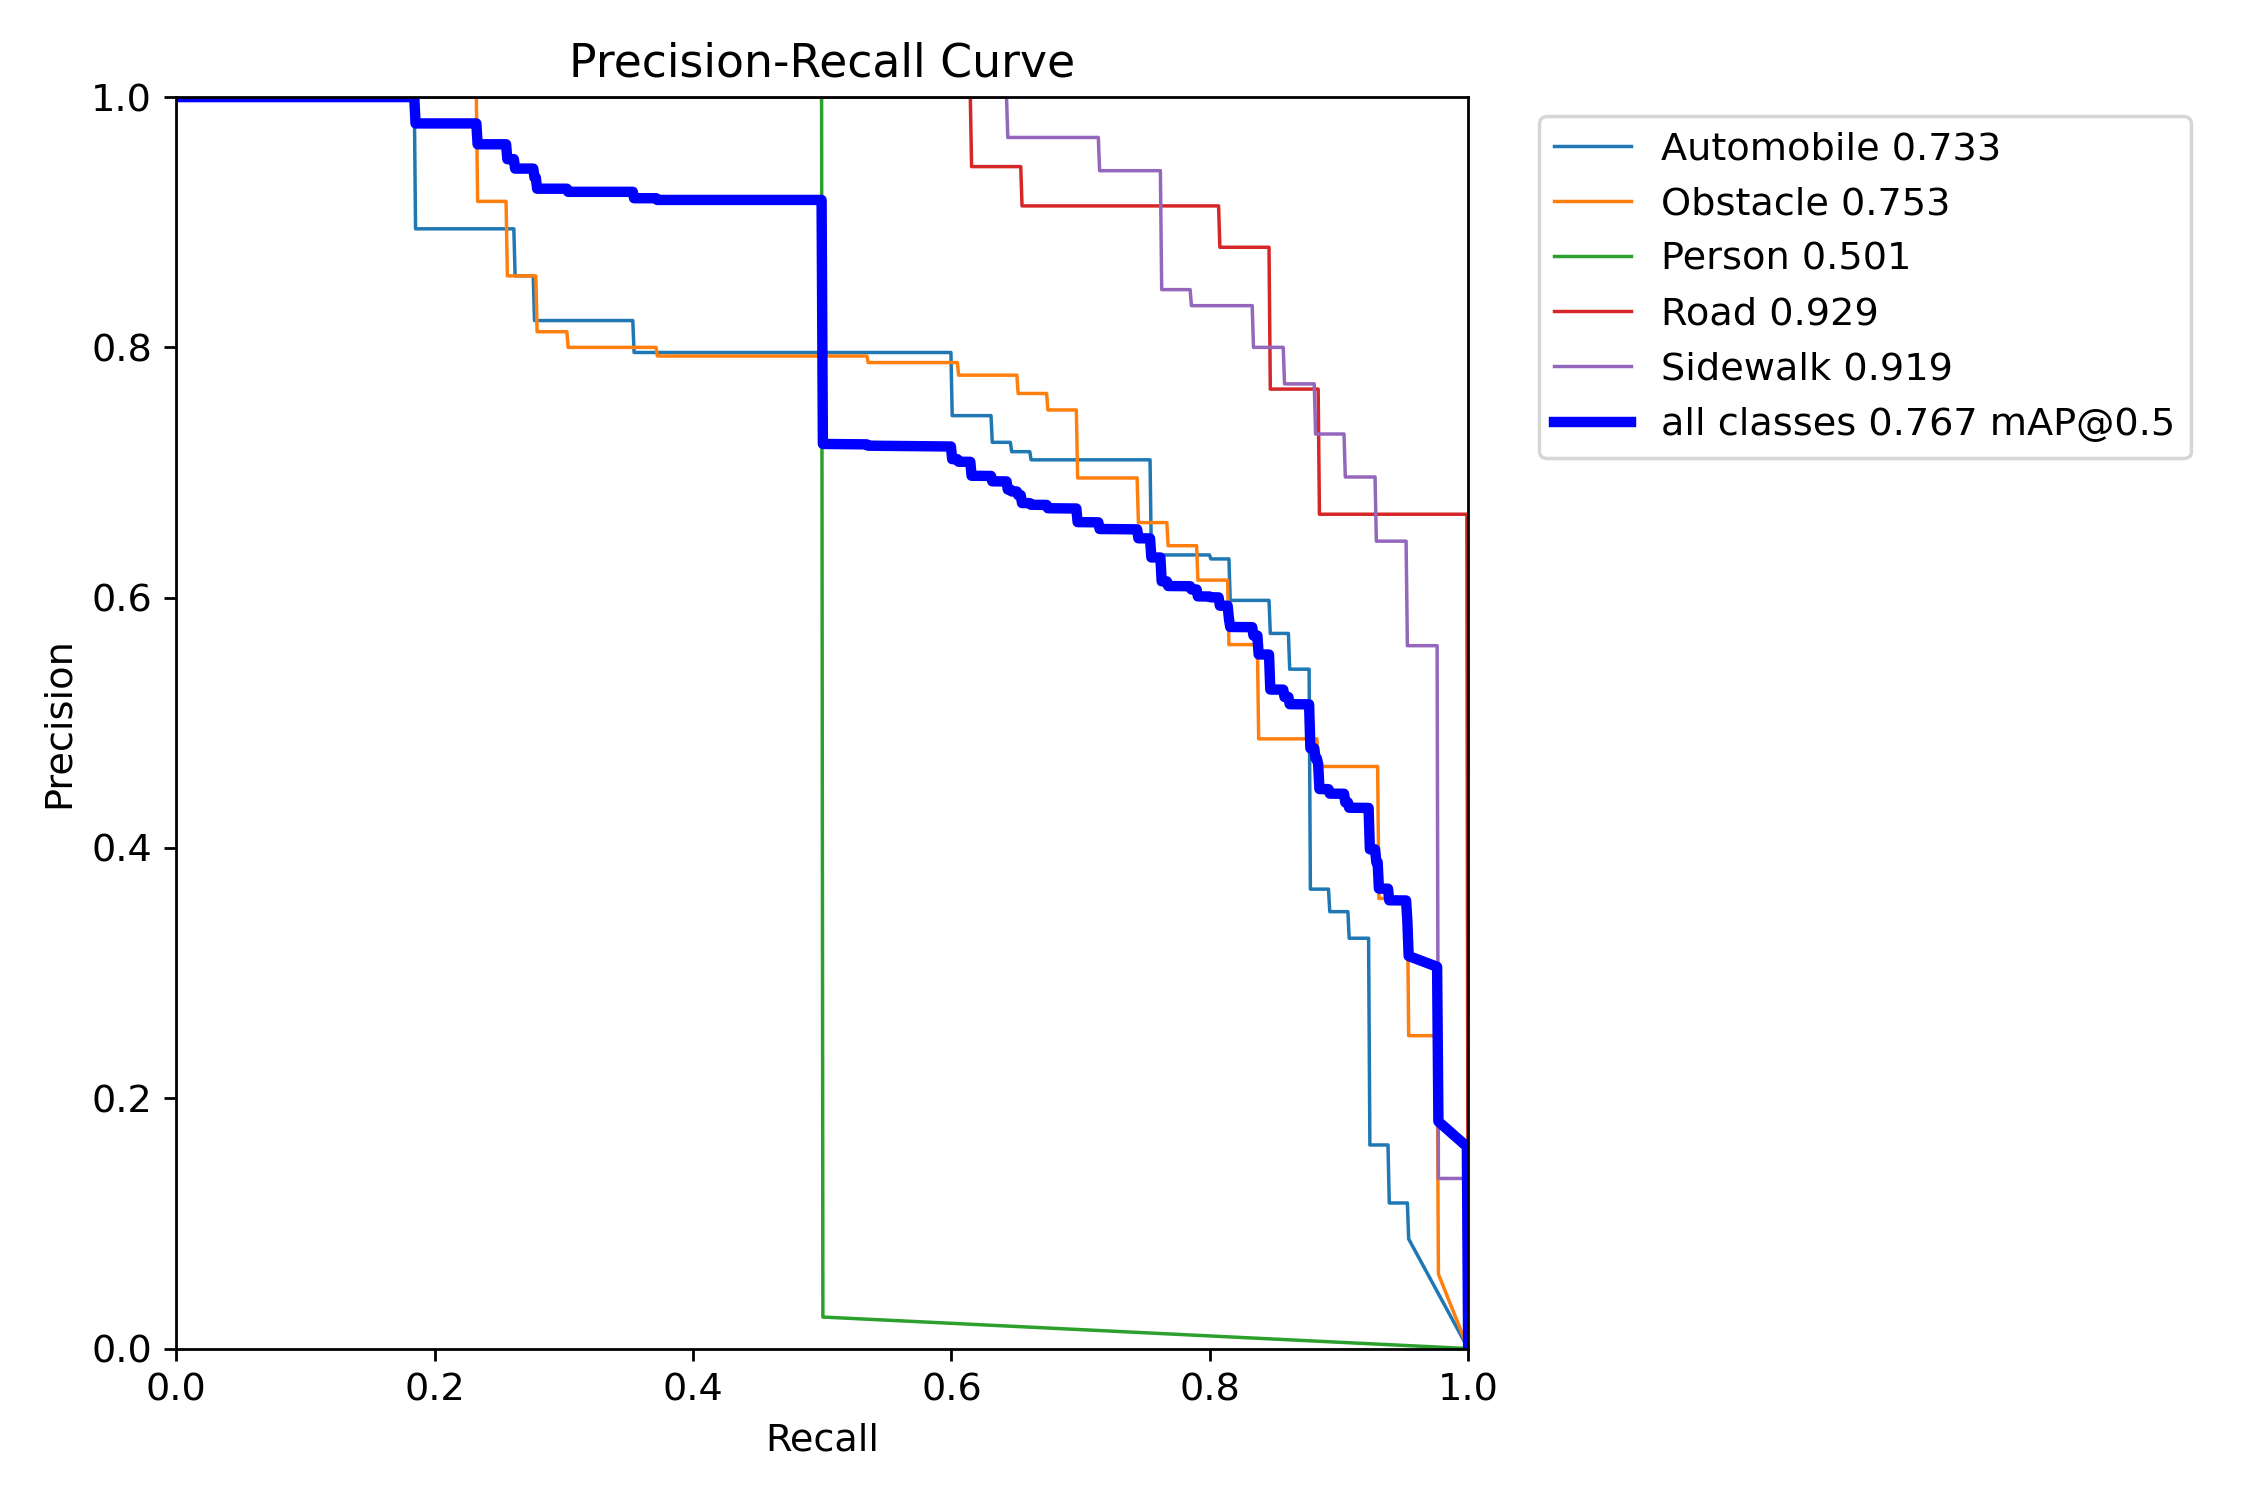 Precision-Recall Curve
1.0
0.8
0.6
0.4
0.2
0.0
Precision
0.0 0.2 0.4 0.6 0.8 1.0
Recall
Automobile 0.733
Obstacle 0.753
Person 0.501
Road 0.929
Sidewalk 0.919
all classes 0.767 mAP@0.5